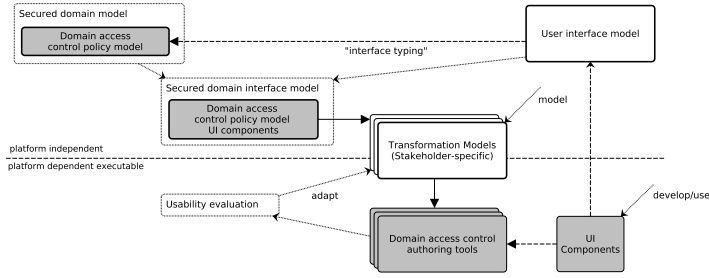 Secured domain model
Domain access
control policy model
User interface model
"interface typing"
Secured domain interface model
Domain access
control policy model
UI components
model
Transformation Models
(Stakeholder-specific)
platform independent
platform dependent executable
Usability evaluation
adapt
develop/use
Domain access control
authoring tools
UI
Components